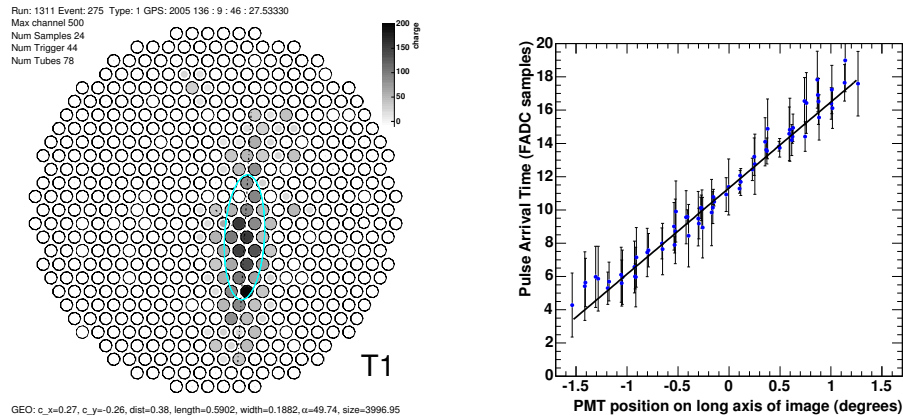 Run: 1311 Event: 275 Type: 1 GPS: 2005 136 : 9 : 46 : 27.53330
Max channel 500
Num Samples 24
Num Trigger 44
Num Tubes 78
200
150
100
50
0
charge
T1
GEO: c_x=0.27, c_y=-0.26, dist=0.38, length=0.5902, width=0.1882, α=49.74, size=3996.95
Pulse Arrival Time (FADC samples)
20
18
16
14
12
10
8
6
4
2
0
-1.5 -1 -0.5 0 0.5 1 1.5
PMT position on long axis of image (degrees)